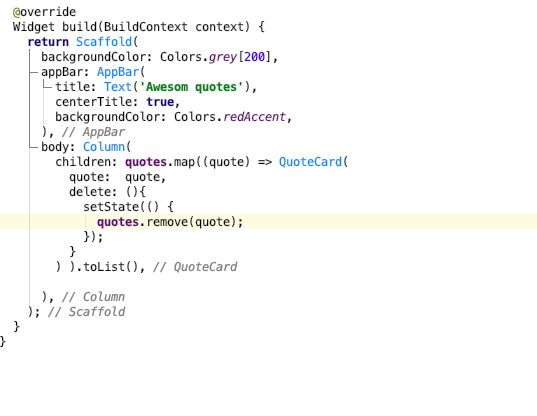 @override
Widget build(BuildContext context) {
return Scaffold(
backgroundColor: Colors.grey[200],
appBar: AppBar(
title: Text('Awesom quotes'),
centerTitle: true,
backgroundColor: Colors.redAccent,
), // AppBar
body: Column(
children: quotes.map((quote) => QuoteCard(
quote:  quote,
delete: (){
setState(() {
quotes.remove(quote);
});
}
) ).toList(), // QuoteCard
), // Column
); // Scaffold
}
}